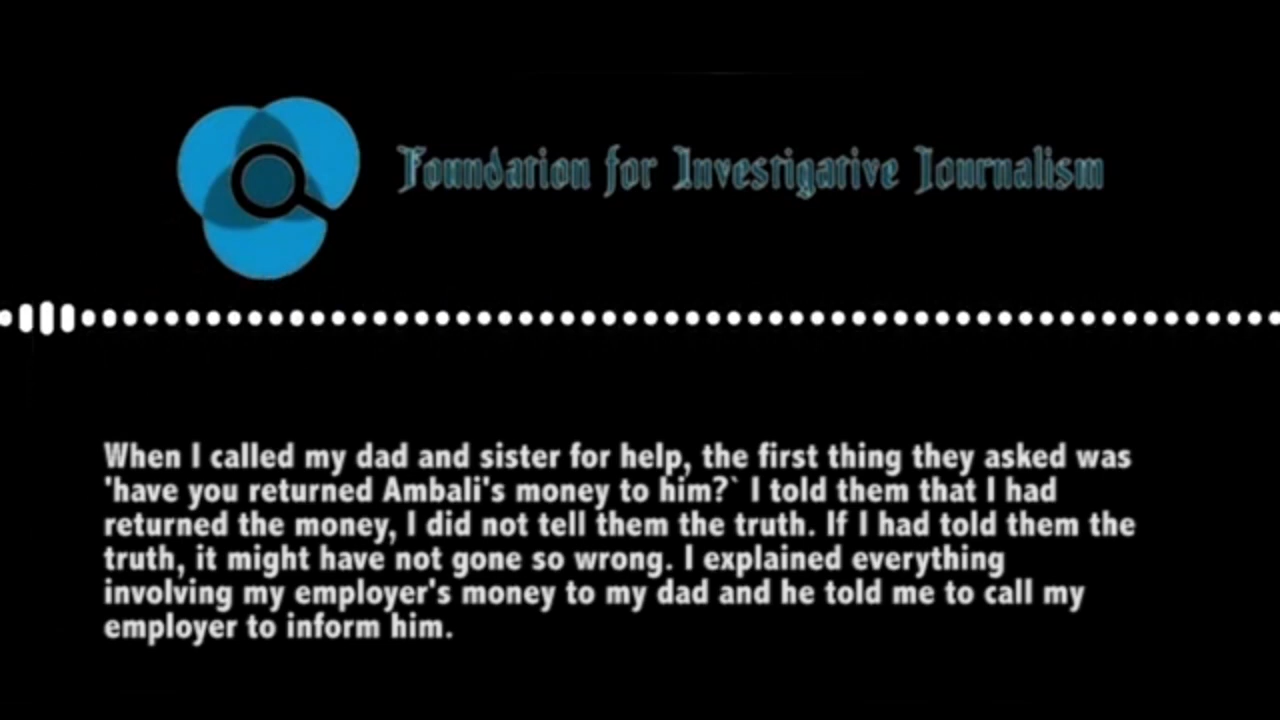 Foundation for Investigative Journalism
When I called my dad and sister for help, the first thing they asked was
'have you returned Ambali's money to him?` I told them that I had
returned the money, I did not tell them the truth. If I had told them the
truth, it might have not gone so wrong. I explained everything
involving my employer's money to my dad and he told me to call my
employer to inform him.